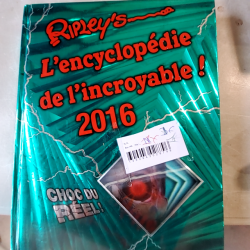 RIPLEY'S
L'encyclopédie
de l'incroyable !
2016
CHOC DU
RÉEL!